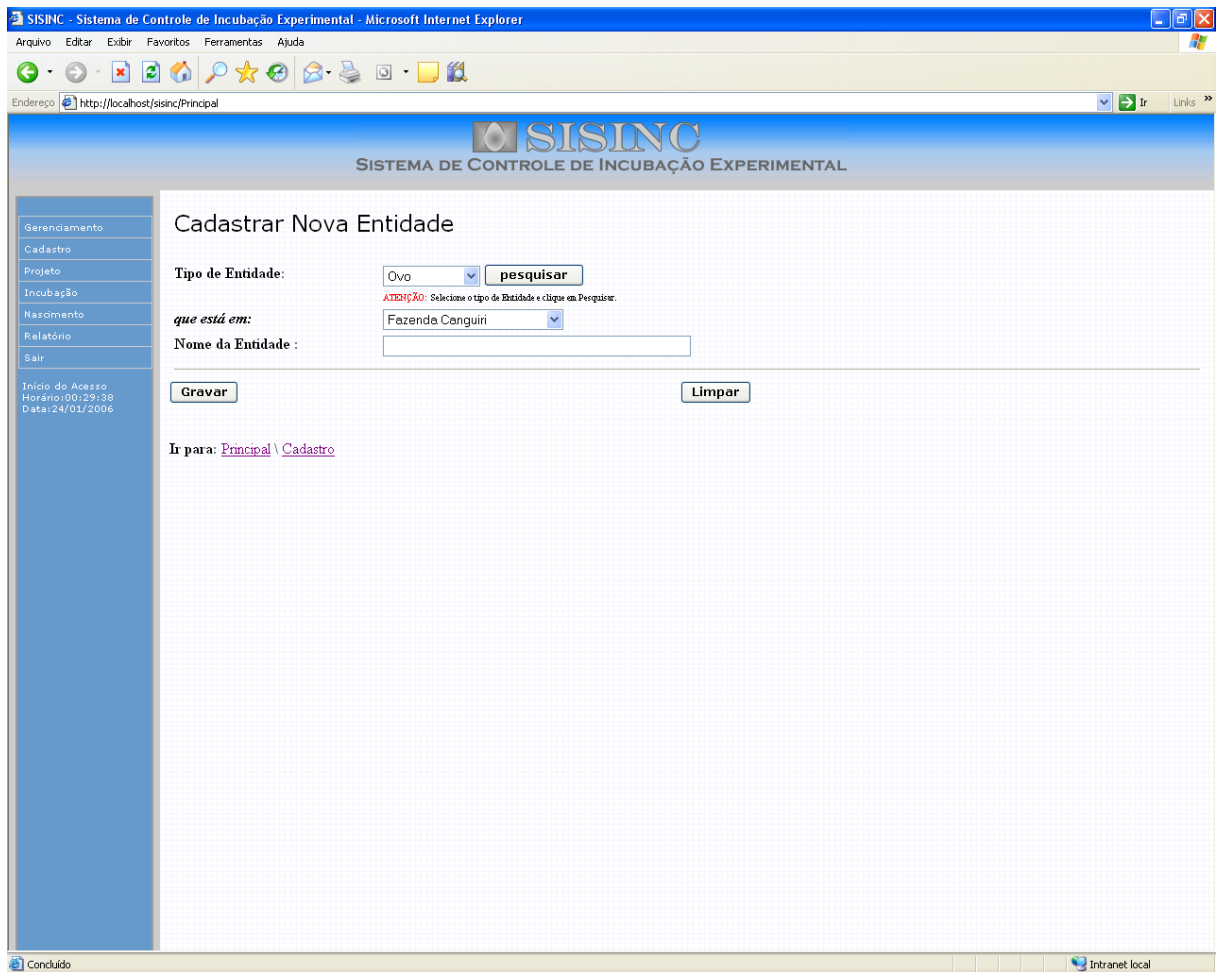 SISINC - Sistema de Controle de Incubação Experimental - Microsoft Internet Explorer
Arquivo Editar Exibir Favoritos Ferramentas Ajuda
Endereço http://localhost/sisinc/Principal Ir Links »
SISINC
SISTEMA DE CONTROLE DE INCUBAÇÃO EXPERIMENTAL
Gerenciamento
Cadastro
Projeto
Incubação
Nascimento
Relatório
Sair
Início do Acesso
Horário:00:29:38
Data:24/01/2006
Cadastrar Nova Entidade
Tipo de Entidade: Ovo pesquisar
ATENÇÃO: Selecione o tipo de Entidade e clique em Pesquisar.
que está em: Fazenda Canguiri
Nome da Entidade :
Gravar Limpar
Ir para: Principal \ Cadastro
Concluído Intranet local